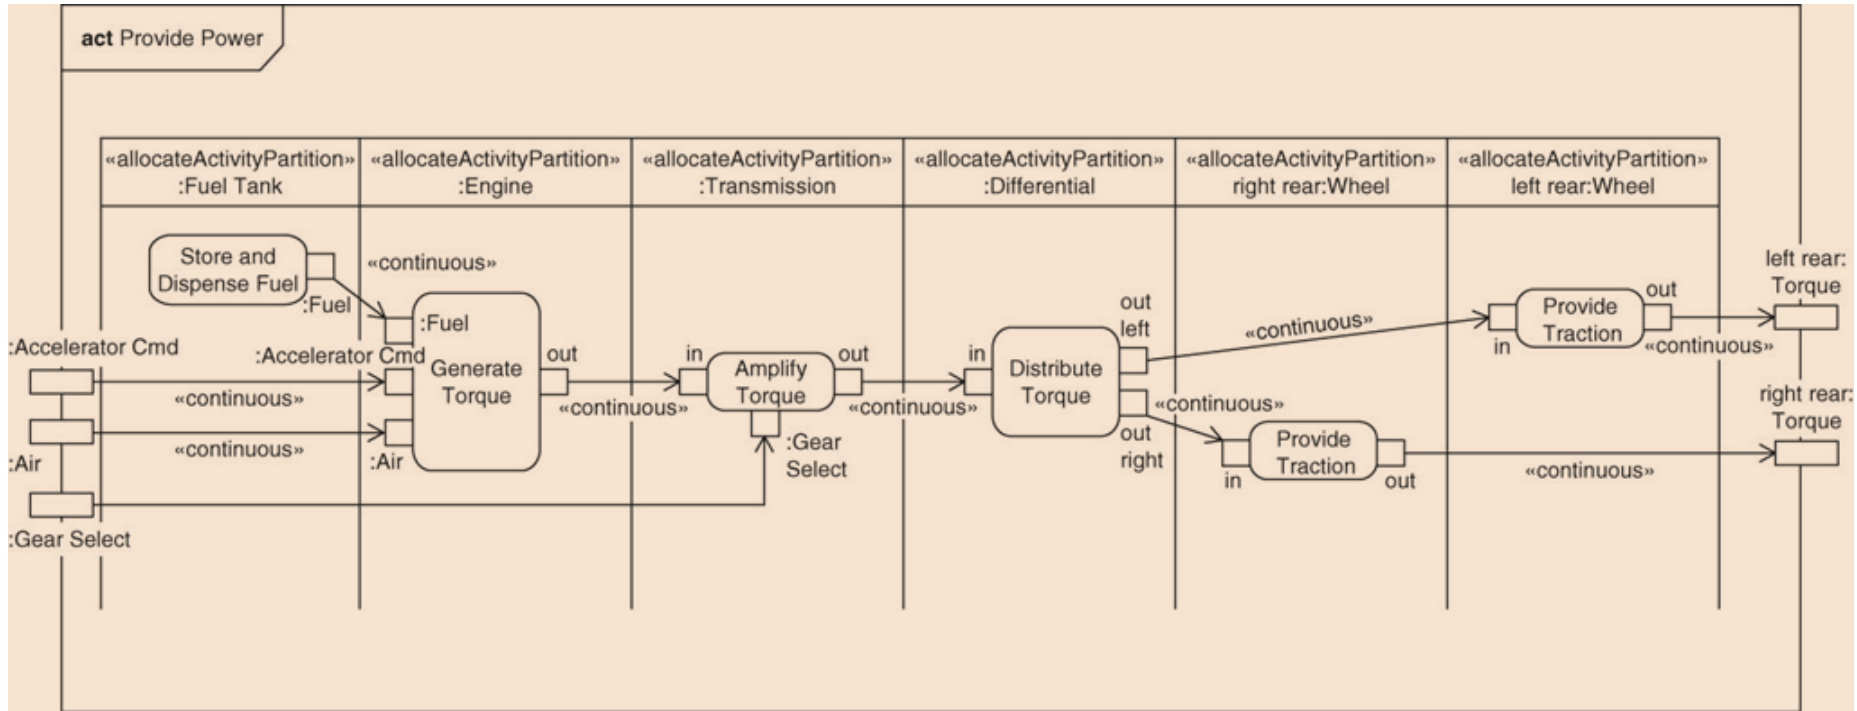 act Provide Power
«allocateActivityPartition»
:Fuel Tank
«allocateActivityPartition»
:Engine
«allocateActivityPartition»
:Transmission
«allocateActivityPartition»
:Differential
«allocateActivityPartition»
right rear:Wheel
«allocateActivityPartition»
left rear:Wheel
Store and
Dispense Fuel
:Fuel
«continuous»
:Fuel
:Accelerator Cmd
«continuous»
:Accelerator Cmd
:Air
«continuous»
:Air
:Gear Select
Generate
Torque
out
«continuous»
in
Amplify
Torque
out
:Gear
Select
«continuous»
in
Distribute
Torque
out
left
«continuous»
out
right
«continuous»
in
Provide
Traction
out
«continuous»
in
Provide
Traction
out
«continuous»
left rear:
Torque
right rear:
Torque